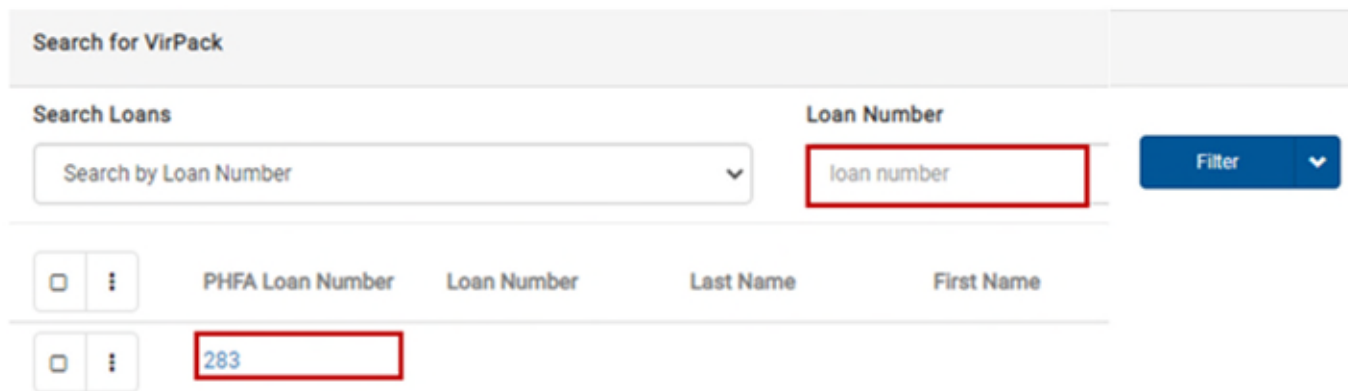 Search for VirPack
Search Loans
Loan Number
Search by Loan Number
loan number
Filter
PHFA Loan Number Loan Number Last Name First Name
283